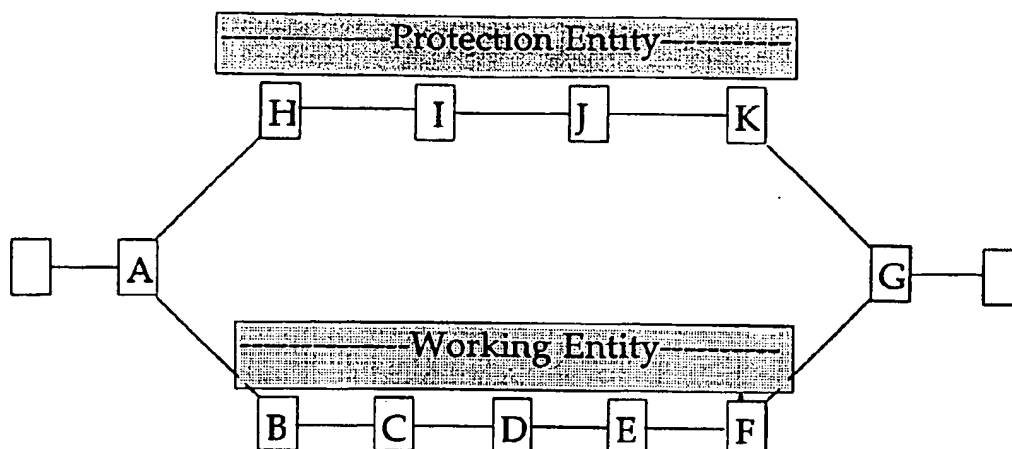 Protection Entity
H I J K
A G
Working Entity
B C D E F